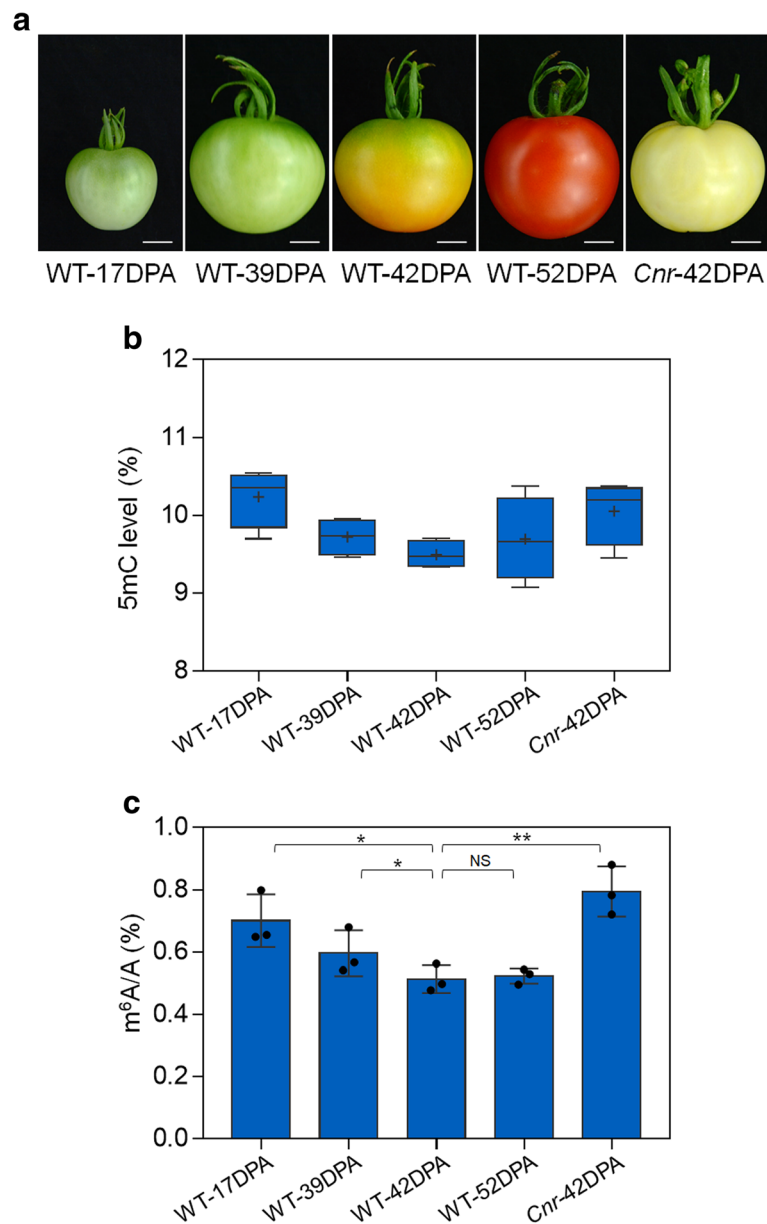 a
WT-17DPA WT-39DPA WT-42DPA WT-52DPA Cnr-42DPA
b
12
11
10
9
8
5mC level (%)
WT-17DPA WT-39DPA WT-42DPA WT-52DPA Cnr-42DPA
c
1.0
0.8
0.6
0.4
0.2
0.0
m⁶A/A (%)
* **
* NS
WT-17DPA WT-39DPA WT-42DPA WT-52DPA Cnr-42DPA